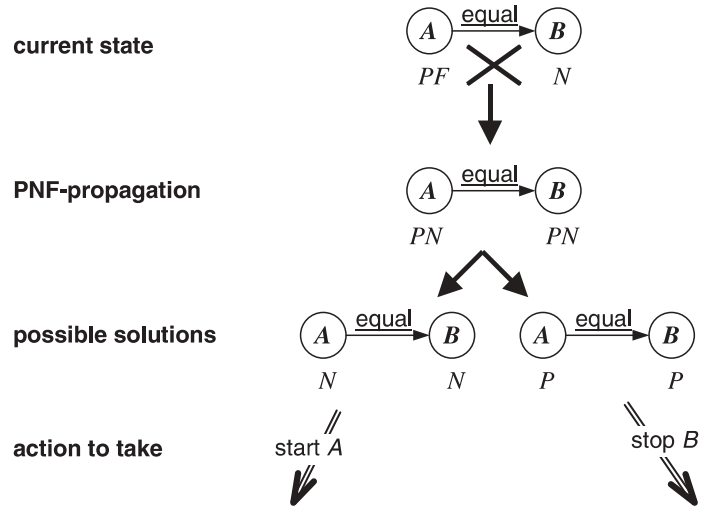 A equal B
current state
PF N
PNF-propagation
A equal B
PN PN
possible solutions
A equal B A equal B
N N P P
action to take
start A stop B